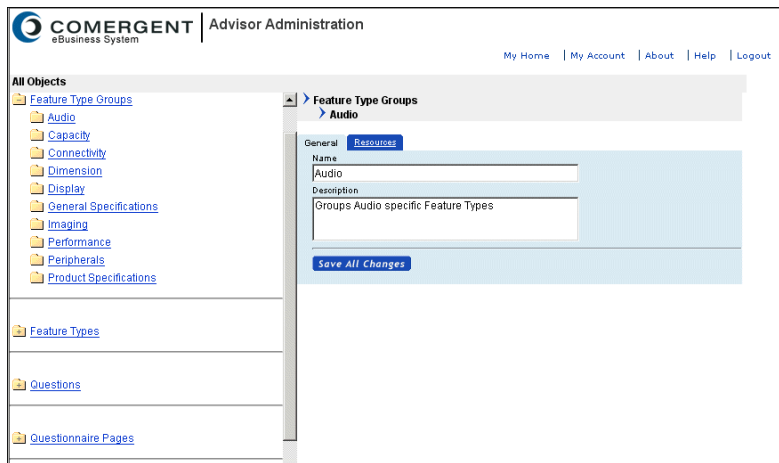 COMERGENT
eBusiness System
Advisor Administration
My Home | My Account | About | Help | Logout
All Objects
Feature Type Groups
Audio
Capacity
Connectivity
Dimension
Display
General Specifications
Imaging
Performance
Peripherals
Product Specifications
Feature Types
Questions
Questionnaire Pages
Feature Type Groups
Audio
General Resources
Name
Audio
Description
Groups Audio specific Feature Types
Save All Changes